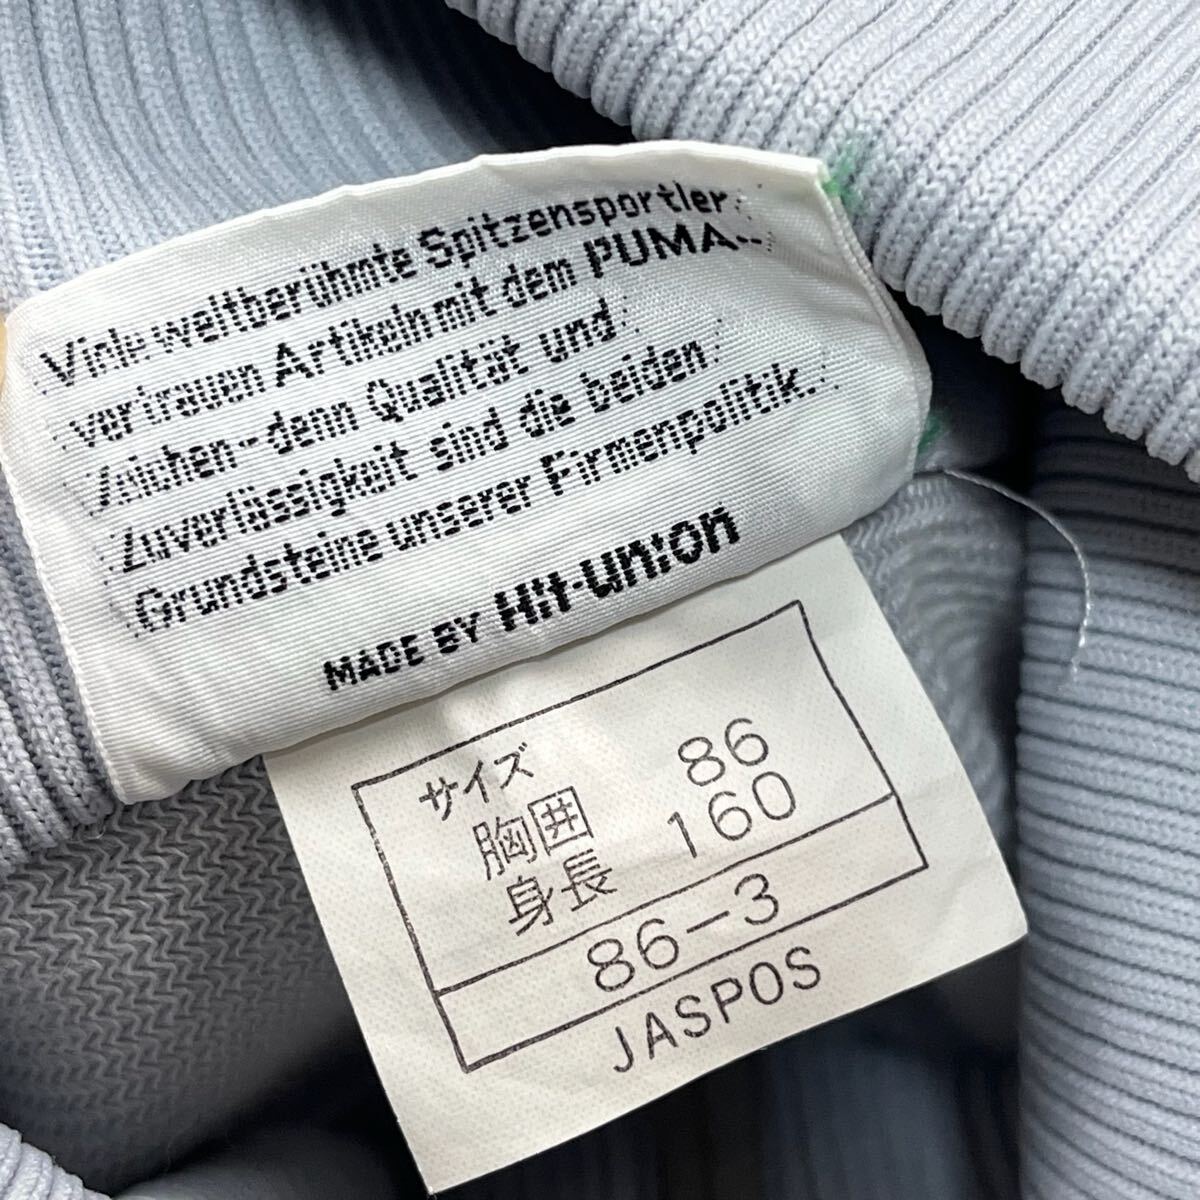 Viele weltberühmte Spitzensportler
vertrauen Artikeln mit dem PUMA--
Zeichen--denn Qualität und
Zuverlässigkeit sind die beiden
Grundsteine unserer Firmenpolitik.
MADE BY Hit-union
サイズ
胸囲 86
身長 160
86-3
JASPOS